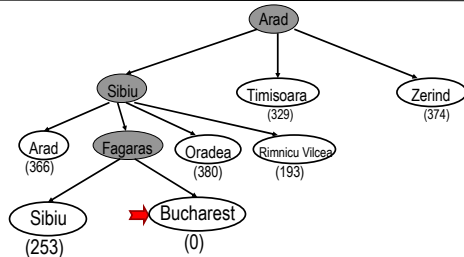 Arad
Sibiu
Timisoara
(329)
Zerind
(374)
Arad
(366)
Fagaras
Oradea
(380)
Rimnicu Vilcea
(193)
Sibiu
(253)
Bucharest
(0)